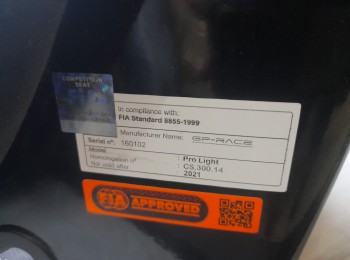 COMPETITION
SEAT
In compliance with:
FIA Standard 8855-1999
Manufacturer Name: GP-RACE
Serial n°: 160102
Model : Pro Light
Homologation n° : CS.300.14
Not valid after : 2021
FIA APPROVED